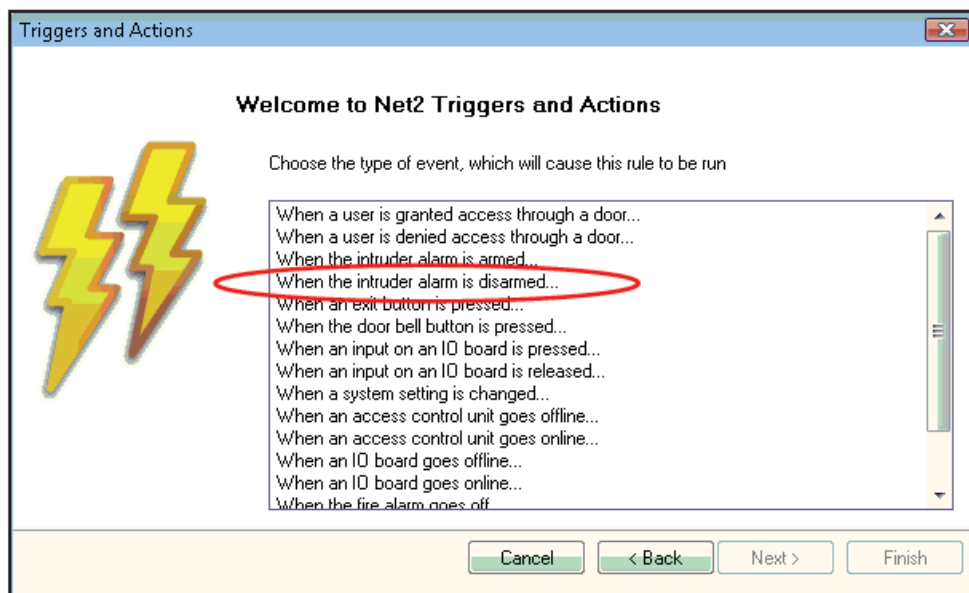 Triggers and Actions
Welcome to Net2 Triggers and Actions
Choose the type of event, which will cause this rule to be run
When a user is granted access through a door...
When a user is denied access through a door...
When the intruder alarm is armed...
When the intruder alarm is disarmed...
When an exit button is pressed...
When the door bell button is pressed...
When an input on an IO board is pressed...
When an input on an IO board is released...
When a system setting is changed...
When an access control unit goes offline...
When an access control unit goes online...
When an IO board goes offline...
When an IO board goes online...
When the fire alarm goes off
Cancel < Back Next > Finish